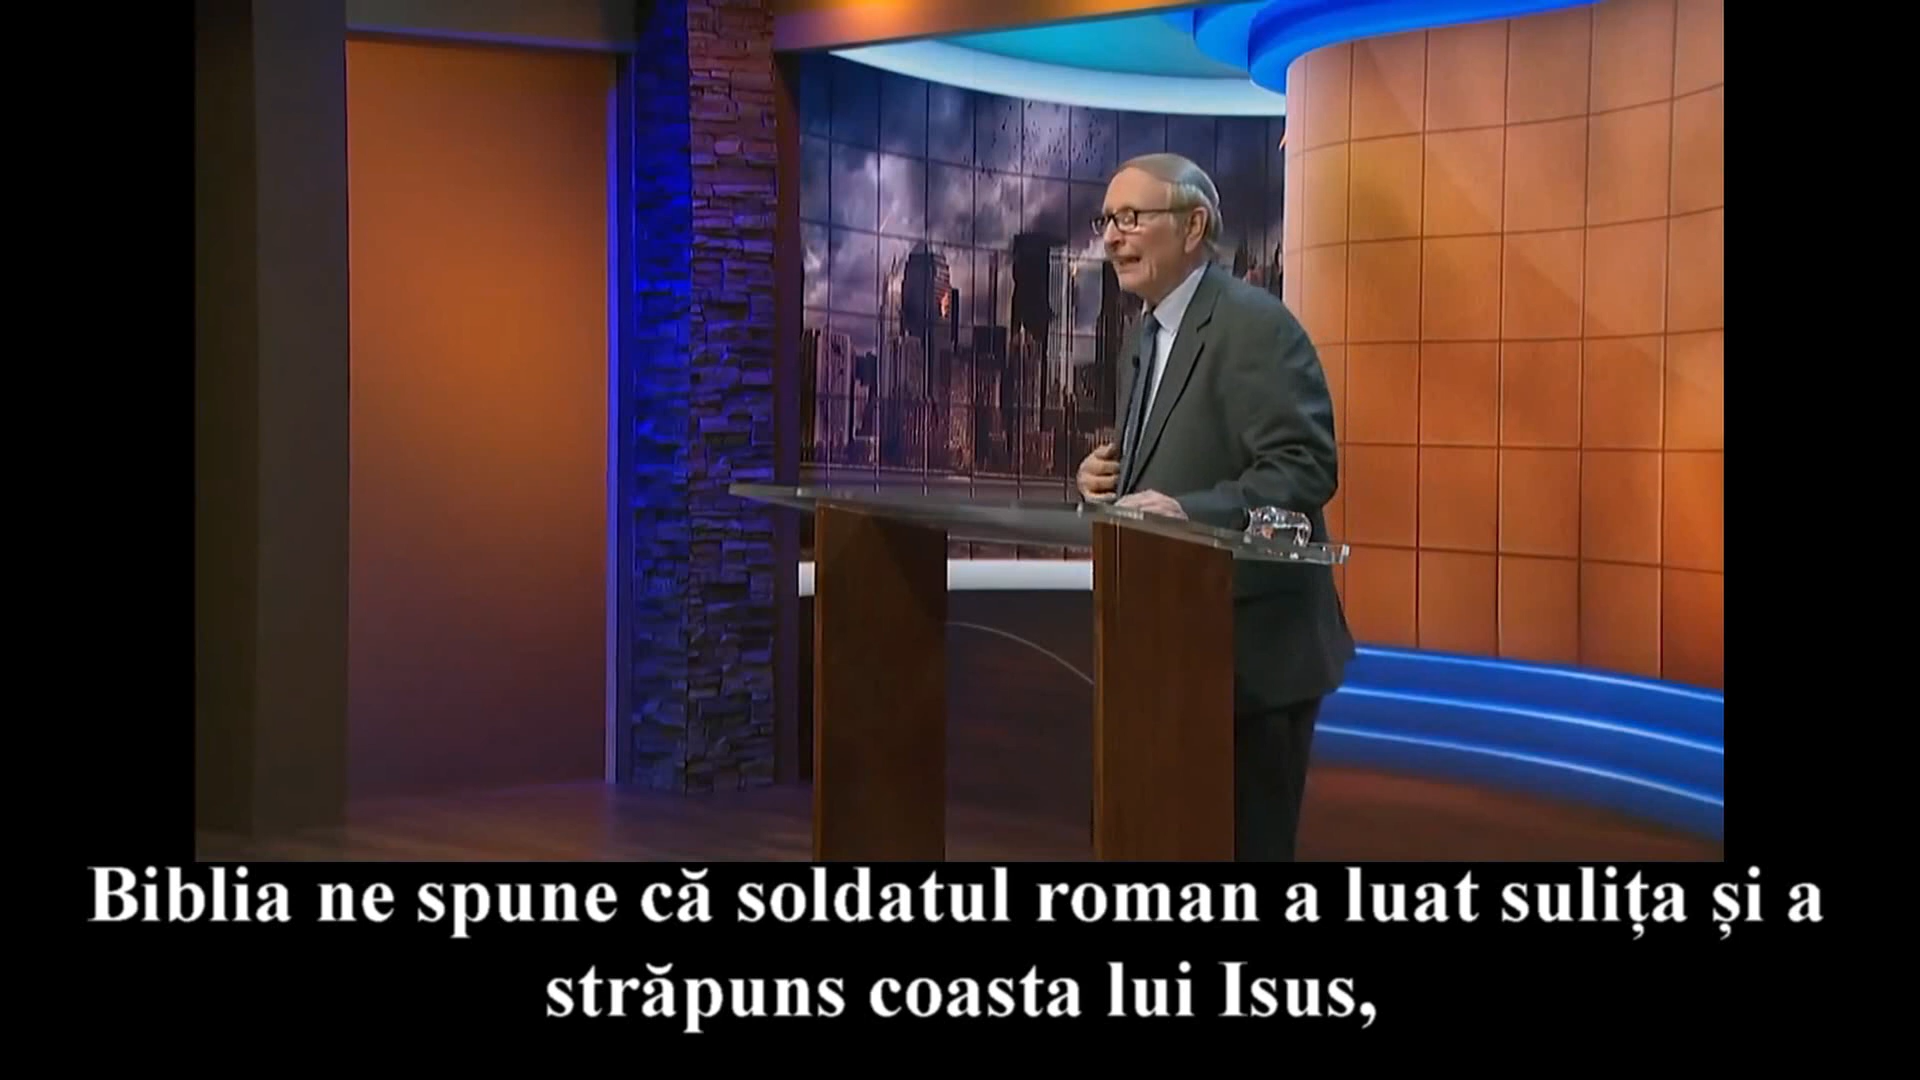 Biblia ne spune că soldatul roman a luat sulița și a
străpuns coasta lui Isus,